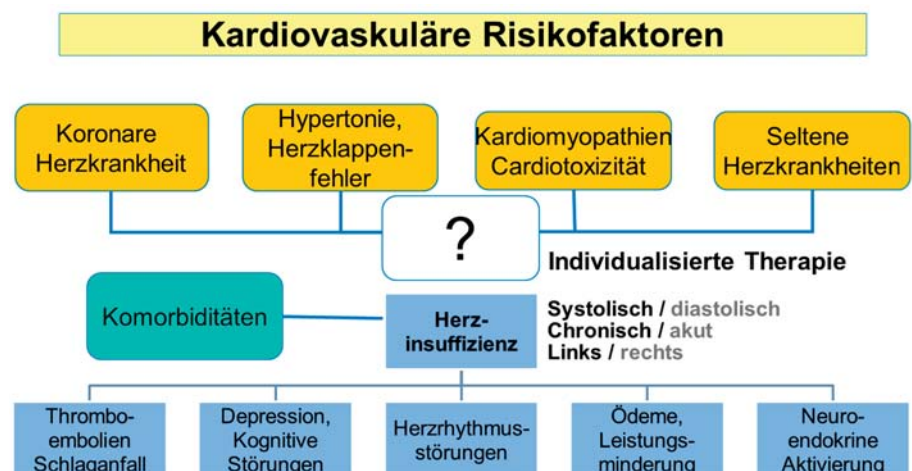 Kardiovaskuläre Risikofaktoren
Koronare
Herzkrankheit
Hypertonie,
Herzklappen-
fehler
Kardiomyopathien
Cardiotoxizität
Seltene
Herzkrankheiten
?
Individualisierte Therapie
Komorbiditäten
Herz-
insuffizienz
Systolisch / diastolisch
Chronisch / akut
Links / rechts
Thrombo-
embolien
Schlaganfall
Depression,
Kognitive
Störungen
Herzrhythmus-
störungen
Ödeme,
Leistungs-
minderung
Neuro-
endokrine
Aktivierung